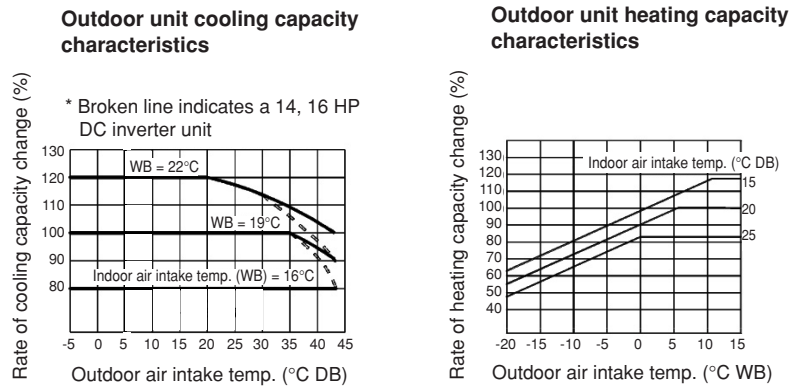 Outdoor unit cooling capacity
characteristics
Rate of cooling capacity change (%)
* Broken line indicates a 14, 16 HP
DC inverter unit
130
120
110
100
90
80
WB = 22°C
WB = 19°C
Indoor air intake temp. (WB) = 16°C
-5 0 5 10 15 20 25 30 35 40 45
Outdoor air intake temp. (°C DB)
Outdoor unit heating capacity
characteristics
Rate of heating capacity change (%)
130
120
110
100
90
80
70
60
50
40
Indoor air intake temp. (°C DB)
15
20
25
-20 -15 -10 -5 0 5 10 15
Outdoor air intake temp. (°C WB)